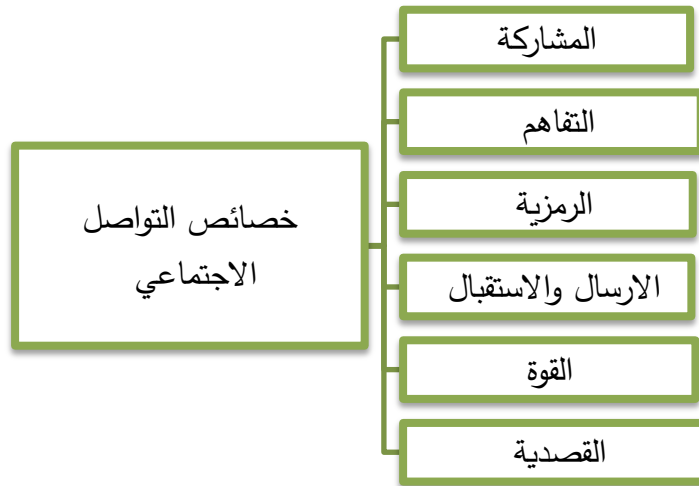 خصائص التواصل
الاجتماعي
المشاركة
التفاهم
الرمزية
الارسال والاستقبال
القوة
القصدية